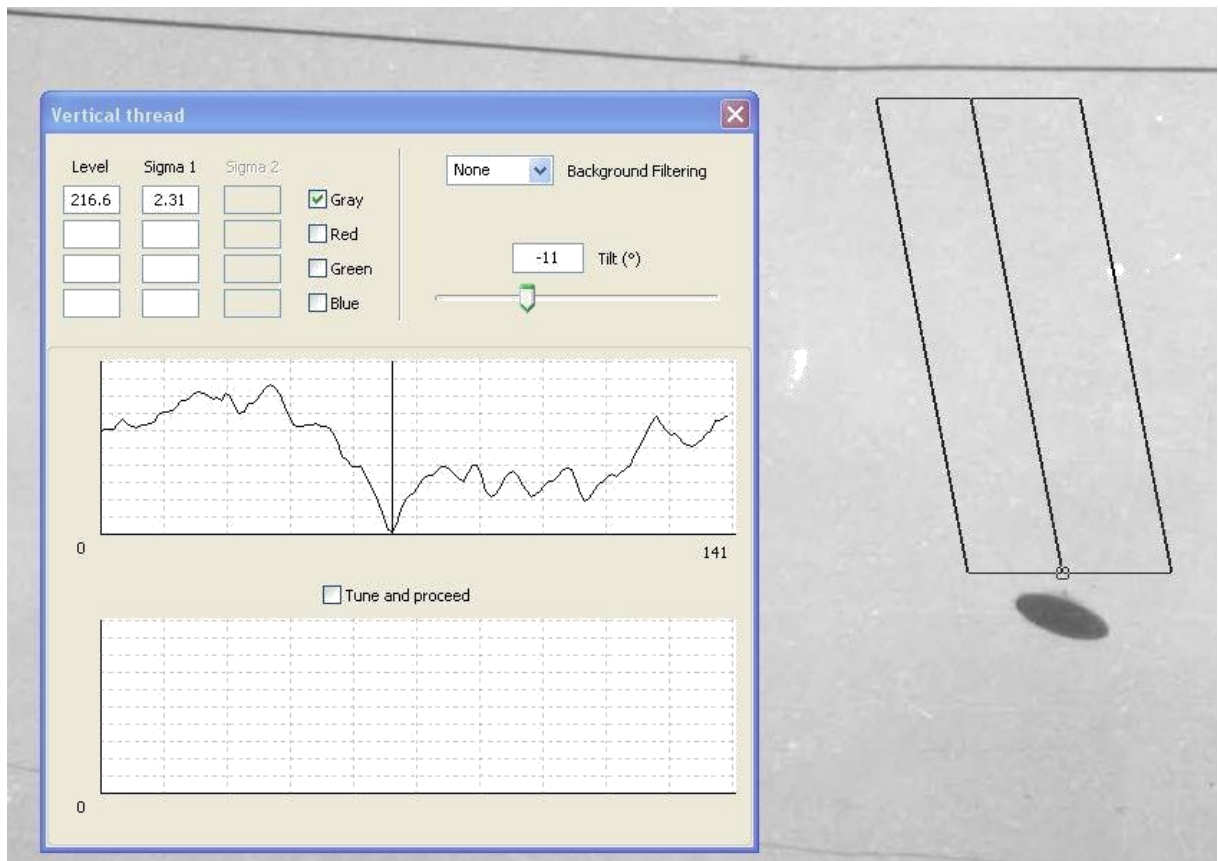 Vertical thread
Level Sigma 1 Sigma 2
216.6 2.31 Gray
Red
Green
Blue
None Background Filtering
-11 Tilt (°)
0 141
Tune and proceed
0